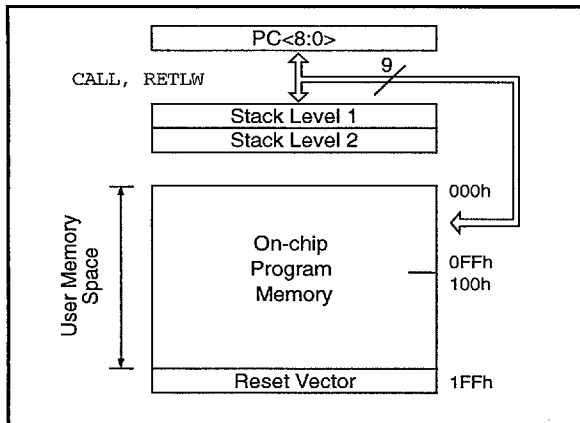 PC<8:0>
9
CALL, RETLW
Stack Level 1
Stack Level 2
000h
On-chip
Program
Memory
0FFh
100h
User Memory
Space
Reset Vector
1FFh